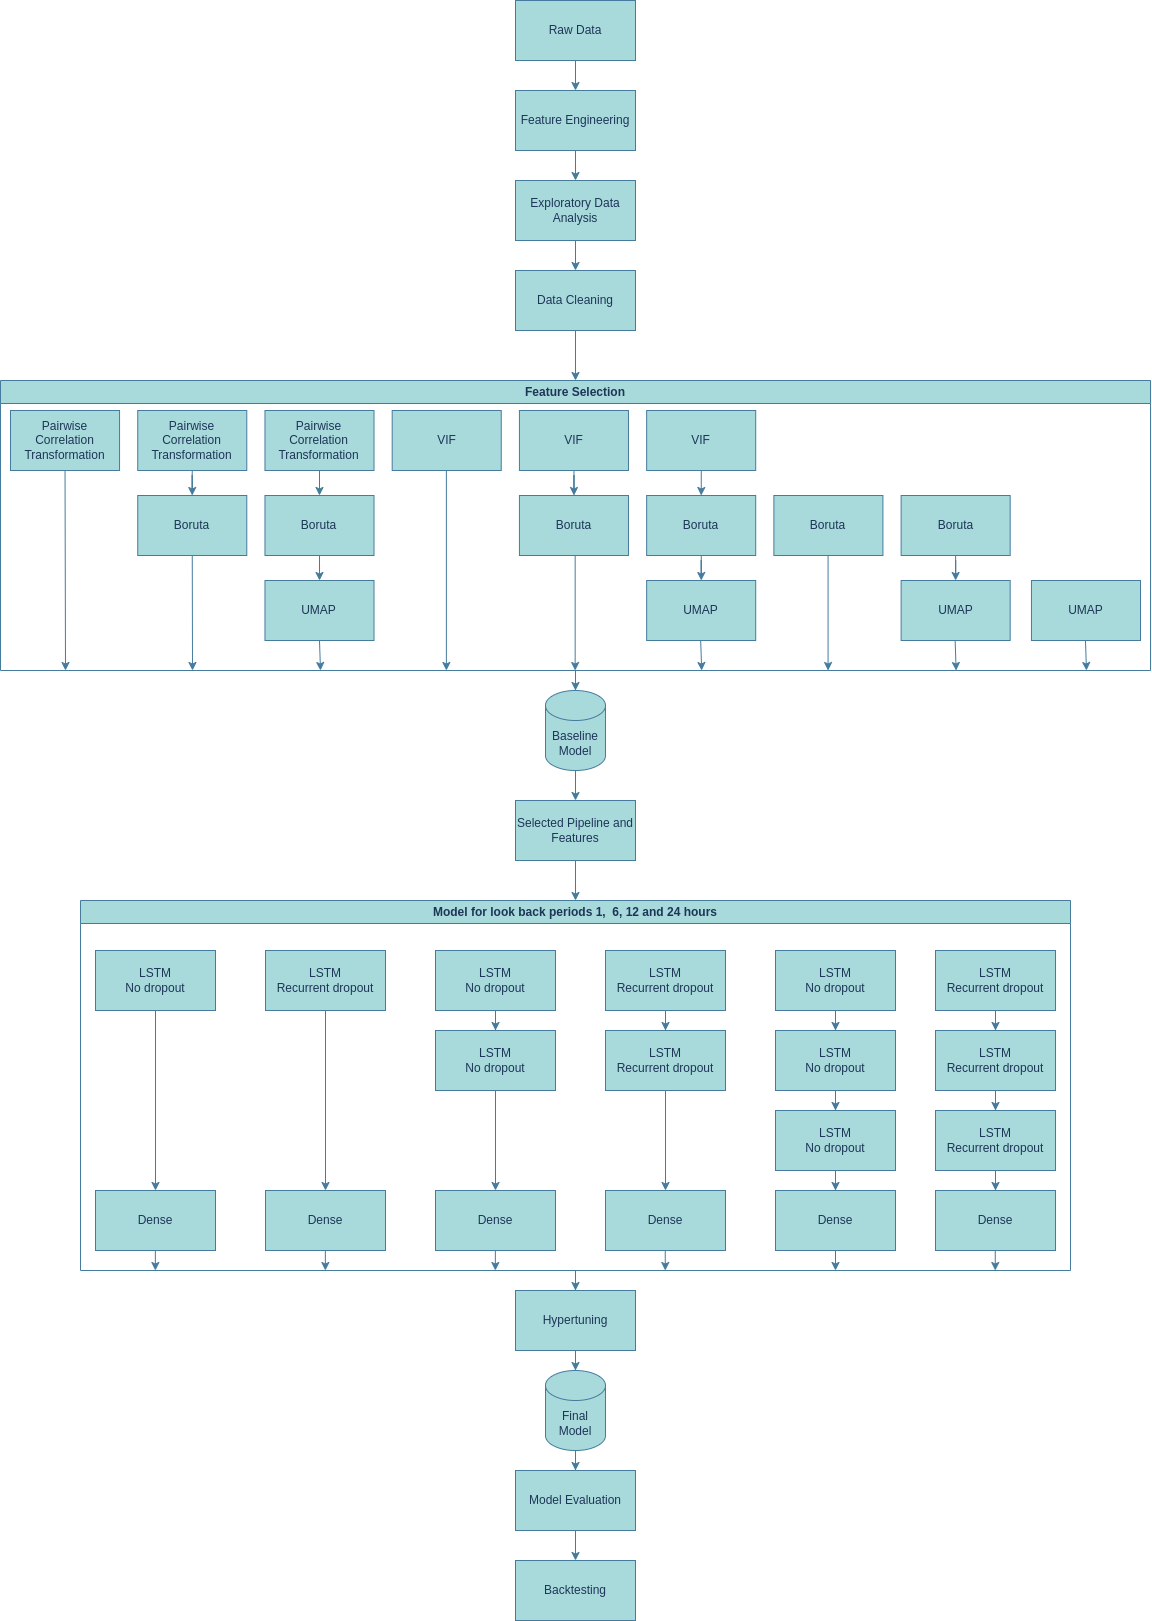 Raw Data
Feature Engineering
Exploratory Data
Analysis
Data Cleaning
Feature Selection
Pairwise
Correlation
Transformation
Pairwise
Correlation
Transformation
Pairwise
Correlation
Transformation
VIF
VIF
VIF
Boruta
Boruta
Boruta
Boruta
Boruta
Boruta
UMAP
UMAP
UMAP
UMAP
Baseline
Model
Selected Pipeline and
Features
Model for look back periods 1,  6, 12 and 24 hours
LSTM
No dropout
LSTM
Recurrent dropout
LSTM
No dropout
LSTM
Recurrent dropout
LSTM
No dropout
LSTM
Recurrent dropout
LSTM
No dropout
LSTM
Recurrent dropout
LSTM
No dropout
LSTM
Recurrent dropout
LSTM
No dropout
LSTM
Recurrent dropout
Dense
Dense
Dense
Dense
Dense
Dense
Hypertuning
Final
Model
Model Evaluation
Backtesting